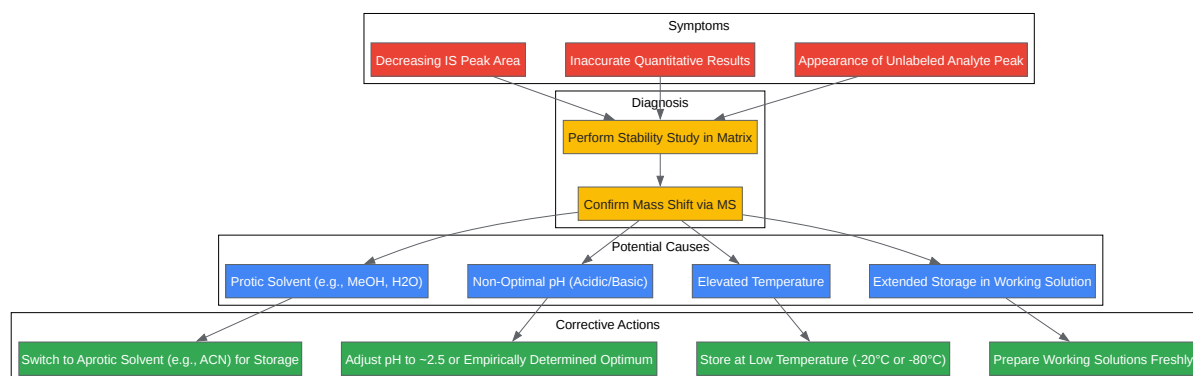 Symptoms
Decreasing IS Peak Area
Inaccurate Quantitative Results
Appearance of Unlabeled Analyte Peak
Diagnosis
Perform Stability Study in Matrix
Confirm Mass Shift via MS
Potential Causes
Protic Solvent (e.g., MeOH, H2O)
Non-Optimal pH (Acidic/Basic)
Elevated Temperature
Extended Storage in Working Solution
Corrective Actions
Switch to Aprotic Solvent (e.g., ACN) for Storage
Adjust pH to ~2.5 or Empirically Determined Optimum
Store at Low Temperature (-20°C or -80°C)
Prepare Working Solutions Freshly